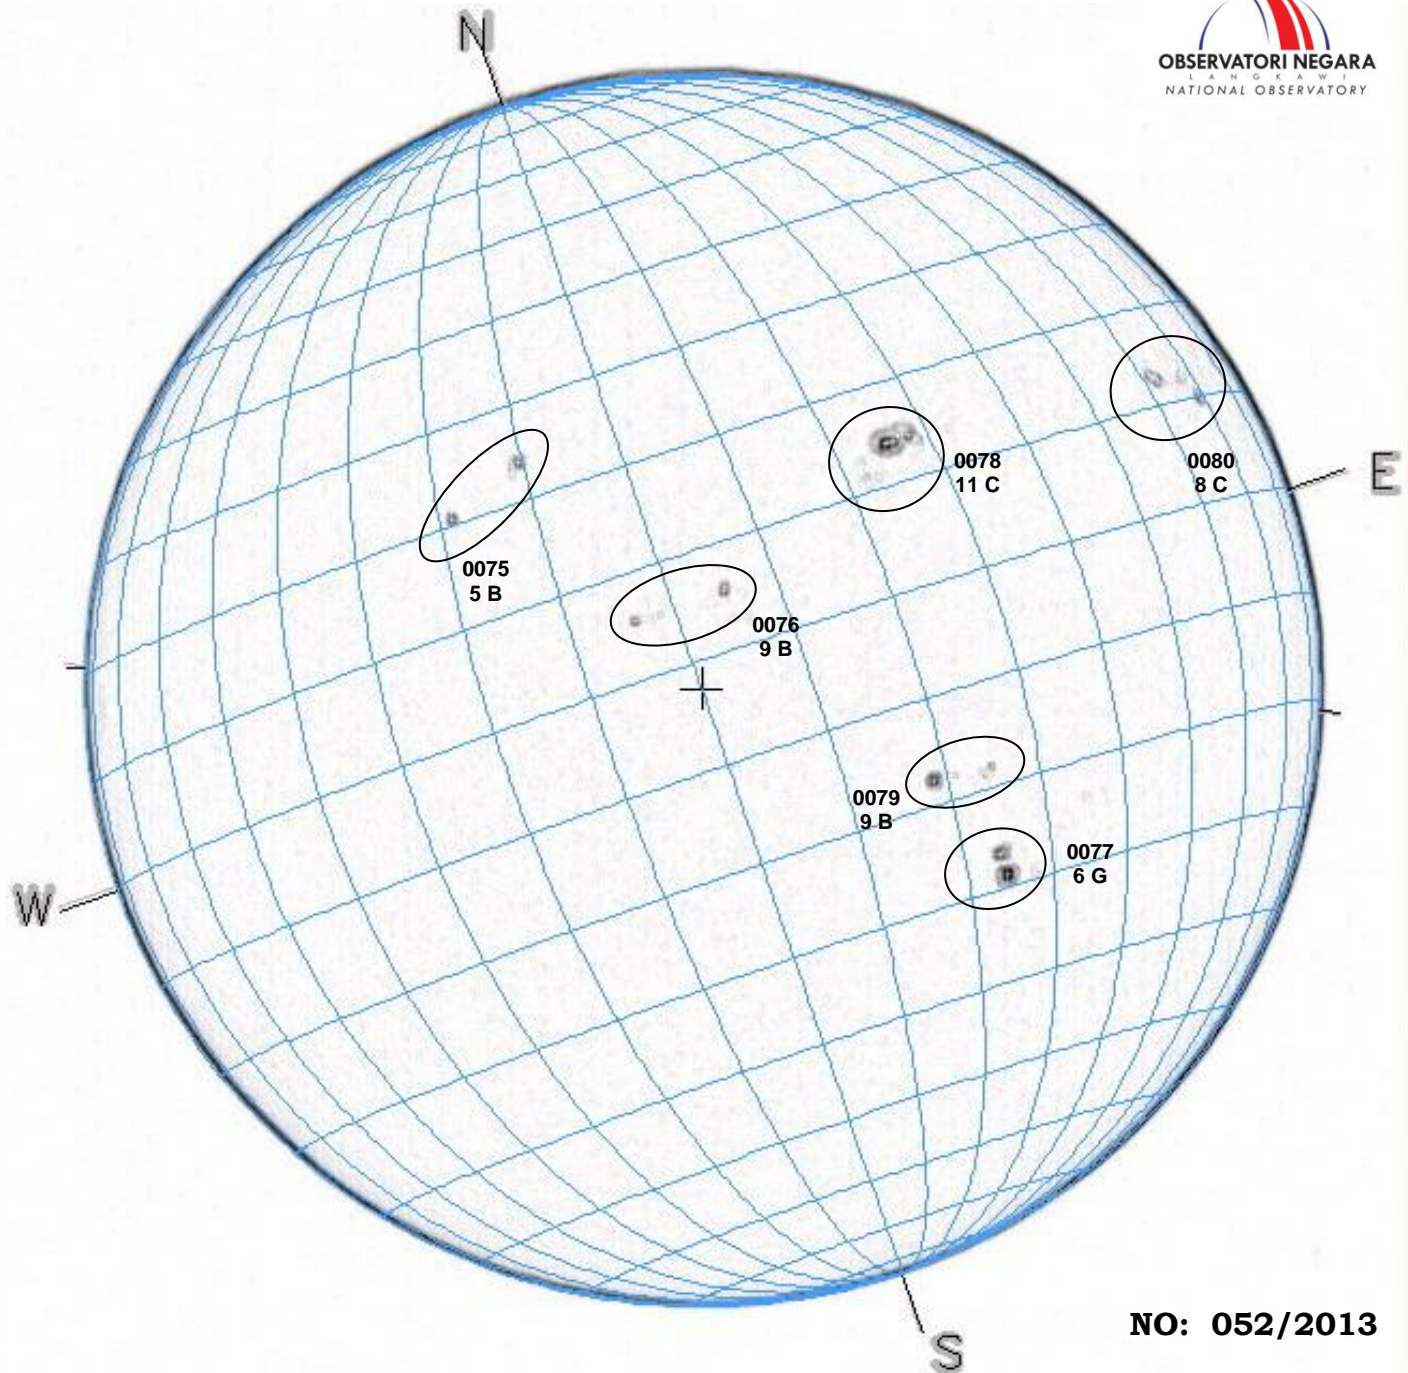 N
OBSERVATORI NEGARA
LANGKAWI
NATIONAL OBSERVATORY
E
0078
11 C
0080
8 C
0075
5 B
0076
9 B
0079
9 B
0077
6 G
W
NO: 052/2013
S